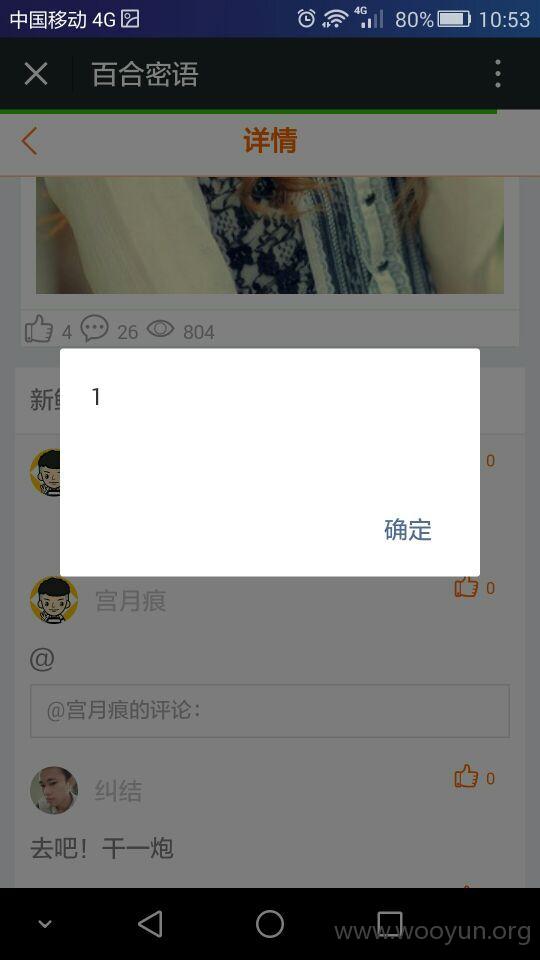 中国移动 4G 4G 80% 10:53
百合密语
详情
4 26 804
1
0
确定
宫月痕 0
@
@宫月痕的评论：
纠结 0
去吧！干一炮
www.wooyun.org